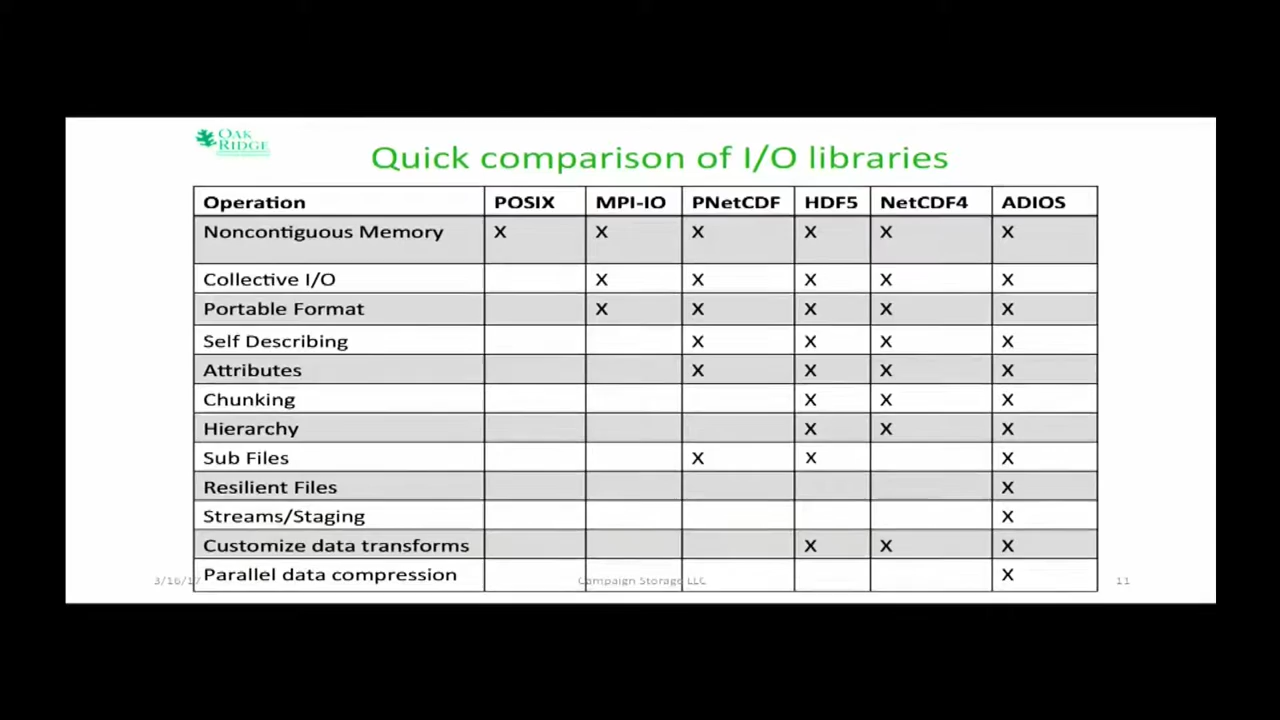 OAK
RIDGE
Quick comparison of I/O libraries
Operation POSIX MPI-IO PNetCDF HDF5 NetCDF4 ADIOS
Noncontiguous Memory X X X X X X
Collective I/O X X X X X
Portable Format X X X X X
Self Describing X X X X
Attributes X X X X
Chunking X X X
Hierarchy X X X
Sub Files X X X
Resilient Files X
Streams/Staging X
Customize data transforms X X X
Parallel data compression X
3/16/17 Campaign Storage LLC 11